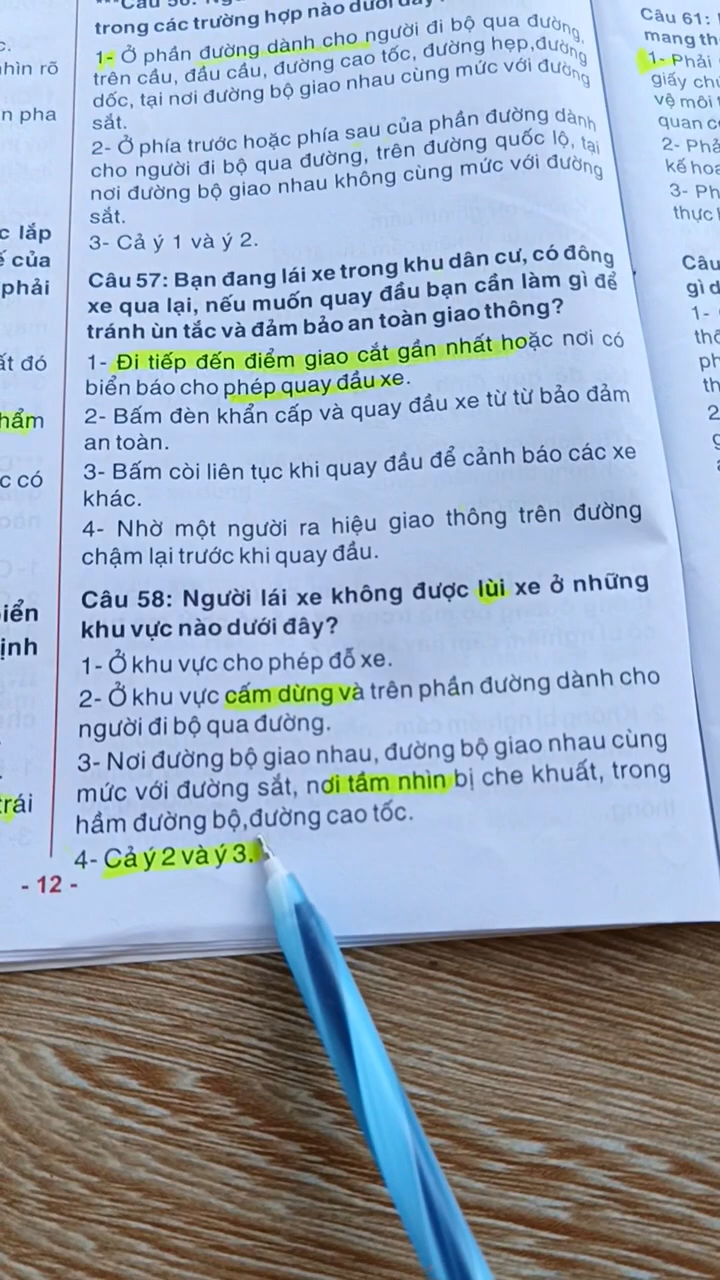 trong các trường hợp nào dưới
1- Ở phần đường dành cho người đi bộ qua đường,
trên cầu, đầu cầu, đường cao tốc, đường hẹp,đường
dốc, tại nơi đường bộ giao nhau cùng mức với đường
sắt.
2- Ở phía trước hoặc phía sau của phần đường dành
cho người đi bộ qua đường, trên đường quốc lộ, tại
nơi đường bộ giao nhau không cùng mức với đường
sắt.
3- Cả ý 1 và ý 2.
Câu 57: Bạn đang lái xe trong khu dân cư, có đông
xe qua lại, nếu muốn quay đầu bạn cần làm gì để
tránh ùn tắc và đảm bảo an toàn giao thông?
1- Đi tiếp đến điểm giao cắt gần nhất hoặc nơi có
biển báo cho phép quay đầu xe.
2- Bấm đèn khẩn cấp và quay đầu xe từ từ bảo đảm
an toàn.
3- Bấm còi liên tục khi quay đầu để cảnh báo các xe
khác.
4- Nhờ một người ra hiệu giao thông trên đường
chậm lại trước khi quay đầu.
Câu 58: Người lái xe không được lùi xe ở những
khu vực nào dưới đây?
1- Ở khu vực cho phép đỗ xe.
2- Ở khu vực cấm dừng và trên phần đường dành cho
người đi bộ qua đường.
3- Nơi đường bộ giao nhau, đường bộ giao nhau cùng
mức với đường sắt, nơi tầm nhìn bị che khuất, trong
hầm đường bộ,đường cao tốc.
4- Cả ý 2 và ý 3.
- 12 -
hìn rõ
n pha
c lắp
của
phải
ất đó
hẩm
c có
iển
ịnh
trái
Câu 61:
mang th
1- Phải
giấy ch
vệ môi
quan c
2- Phả
kế hoạ
3- Ph
thực
Câu
gì d
1-
th
ph
th
2